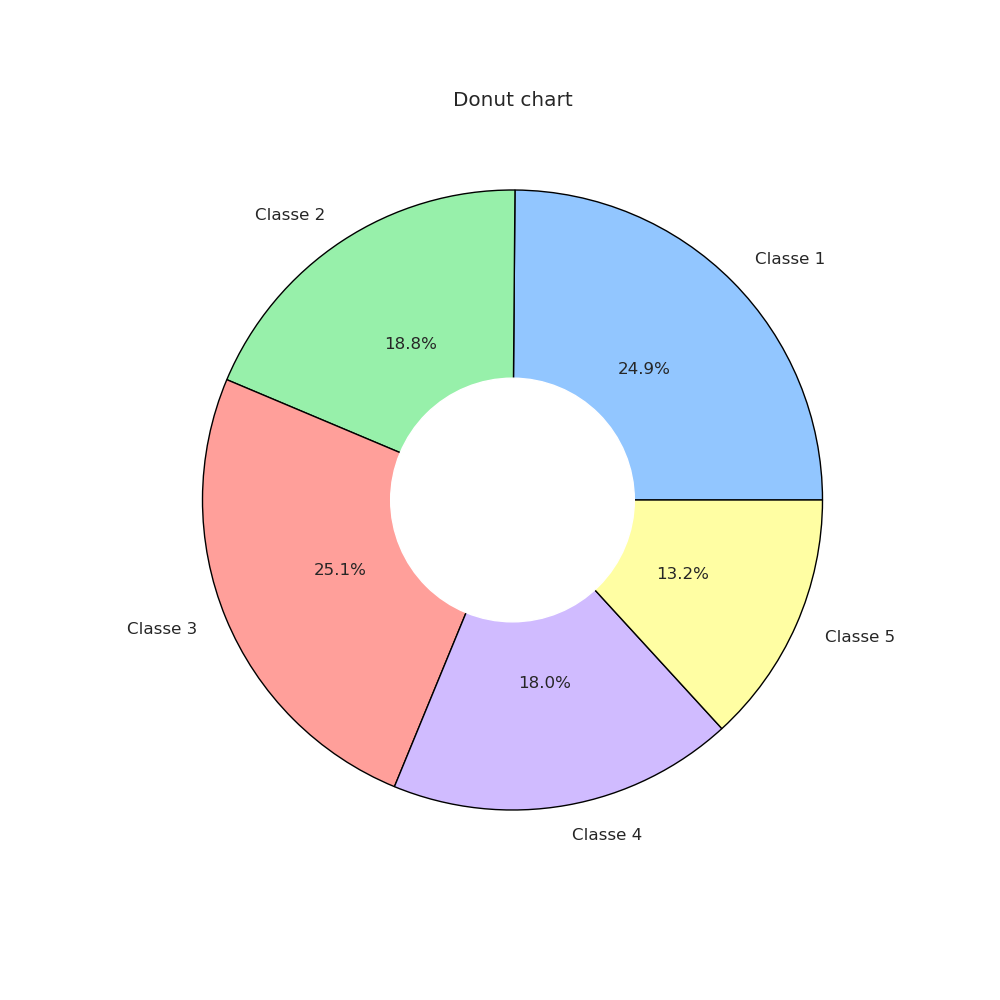 Donut chart
Classe 2
Classe 1
18.8%
24.9%
25.1%
13.2%
Classe 3
Classe 5
18.0%
Classe 4